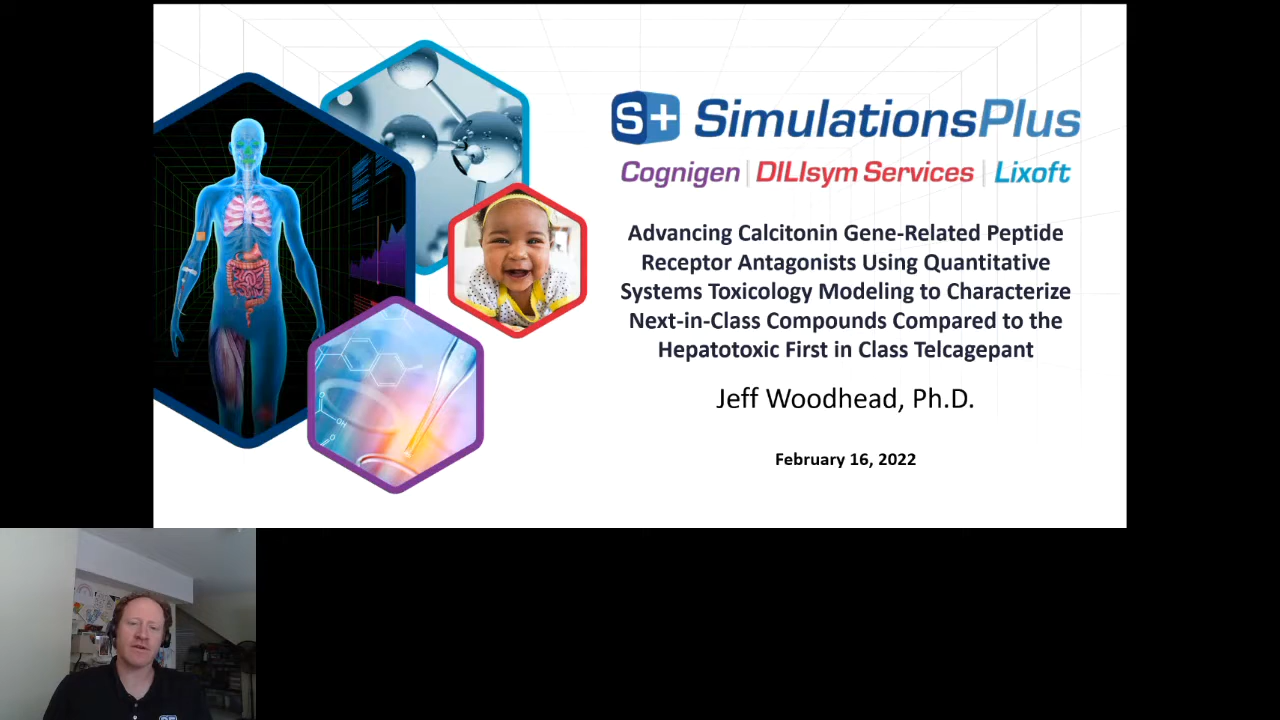 S+ SimulationsPlus
Cognigen | DILIsym Services | Lixoft
Advancing Calcitonin Gene-Related Peptide
Receptor Antagonists Using Quantitative
Systems Toxicology Modeling to Characterize
Next-in-Class Compounds Compared to the
Hepatotoxic First in Class Telcagepant
Jeff Woodhead, Ph.D.
February 16, 2022
OH
O
O